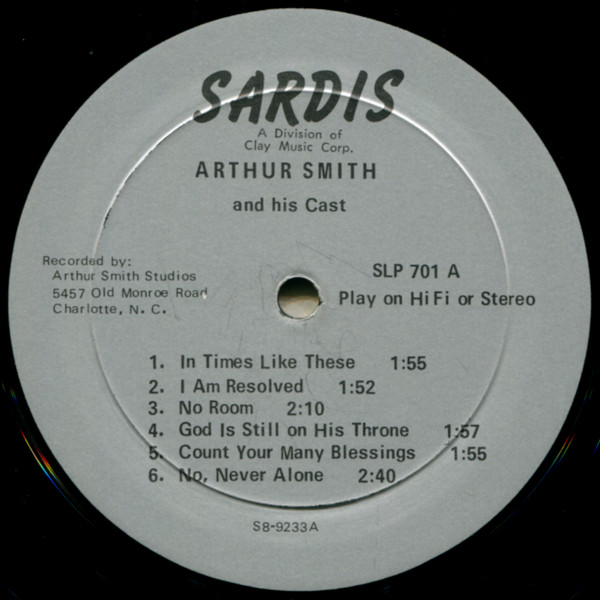 SARDIS
A Division of
Clay Music Corp.
ARTHUR SMITH
and his Cast
Recorded by:
Arthur Smith Studios
5457 Old Monroe Road
Charlotte, N. C.
SLP 701 A
Play on HiFi or Stereo
1. In Times Like These 1:55
2. I Am Resolved 1:52
3. No Room 2:10
4. God Is Still on His Throne 1:57
5. Count Your Many Blessings 1:55
6. No, Never Alone 2:40
S8-9233A